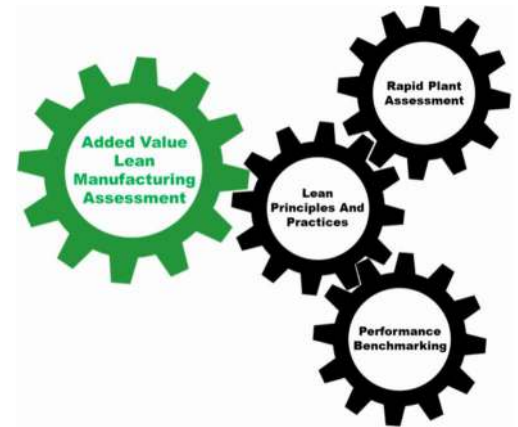 Added Value
Lean
Manufacturing
Assessment
Rapid Plant
Assessment
Lean
Principles And
Practices
Performance
Benchmarking